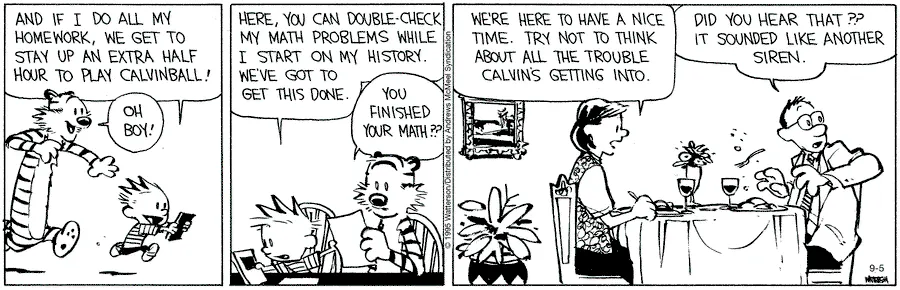 AND IF I DO ALL MY
HOMEWORK, WE GET TO
STAY UP AN EXTRA HALF
HOUR TO PLAY CALVINBALL!
OH
BOY!
HERE, YOU CAN DOUBLE-CHECK
MY MATH PROBLEMS WHILE
I START ON MY HISTORY.
WE'VE GOT TO
GET THIS DONE.
YOU
FINISHED
YOUR MATH??
© 1995 Watterson/Distributed by Andrews McMeel Syndication
WE'RE HERE TO HAVE A NICE
TIME. TRY NOT TO THINK
ABOUT ALL THE TROUBLE
CALVIN'S GETTING INTO.
DID YOU HEAR THAT??
IT SOUNDED LIKE ANOTHER
SIREN.
9-5
WATTERSON